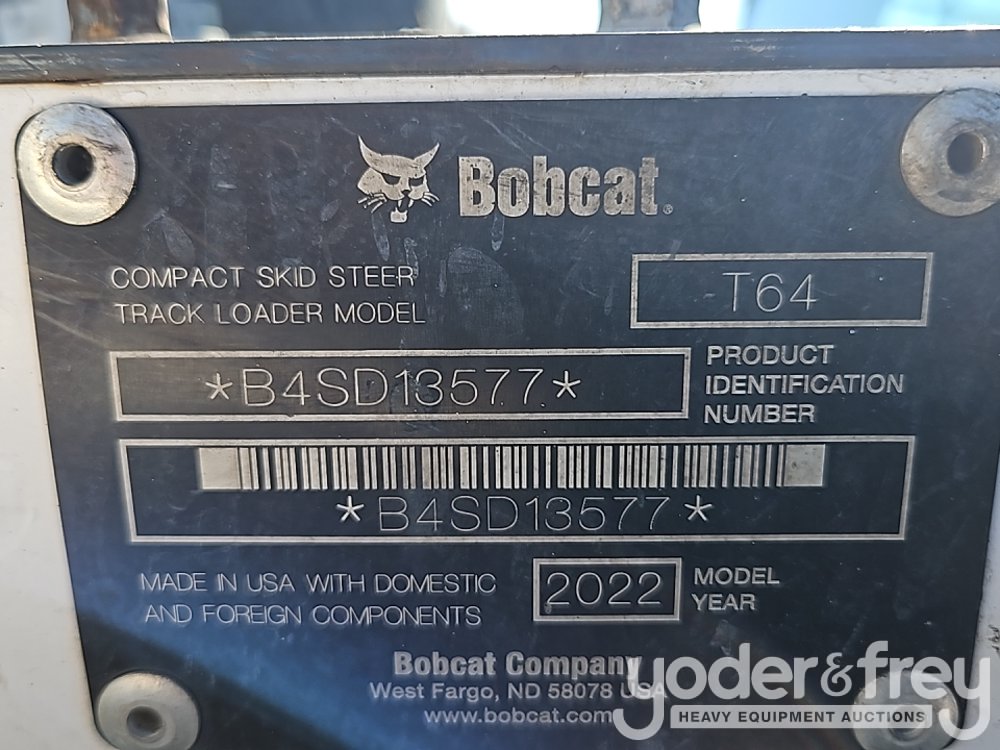 Bobcat®
COMPACT SKID STEER
TRACK LOADER MODEL
T64
*B4SD13577*
PRODUCT
IDENTIFICATION
NUMBER
*B4SD13577*
MADE IN USA WITH DOMESTIC
AND FOREIGN COMPONENTS
2022
MODEL
YEAR
Bobcat Company
West Fargo, ND 58078 USA
www.bobcat.com
yoder&frey
HEAVY EQUIPMENT AUCTIONS